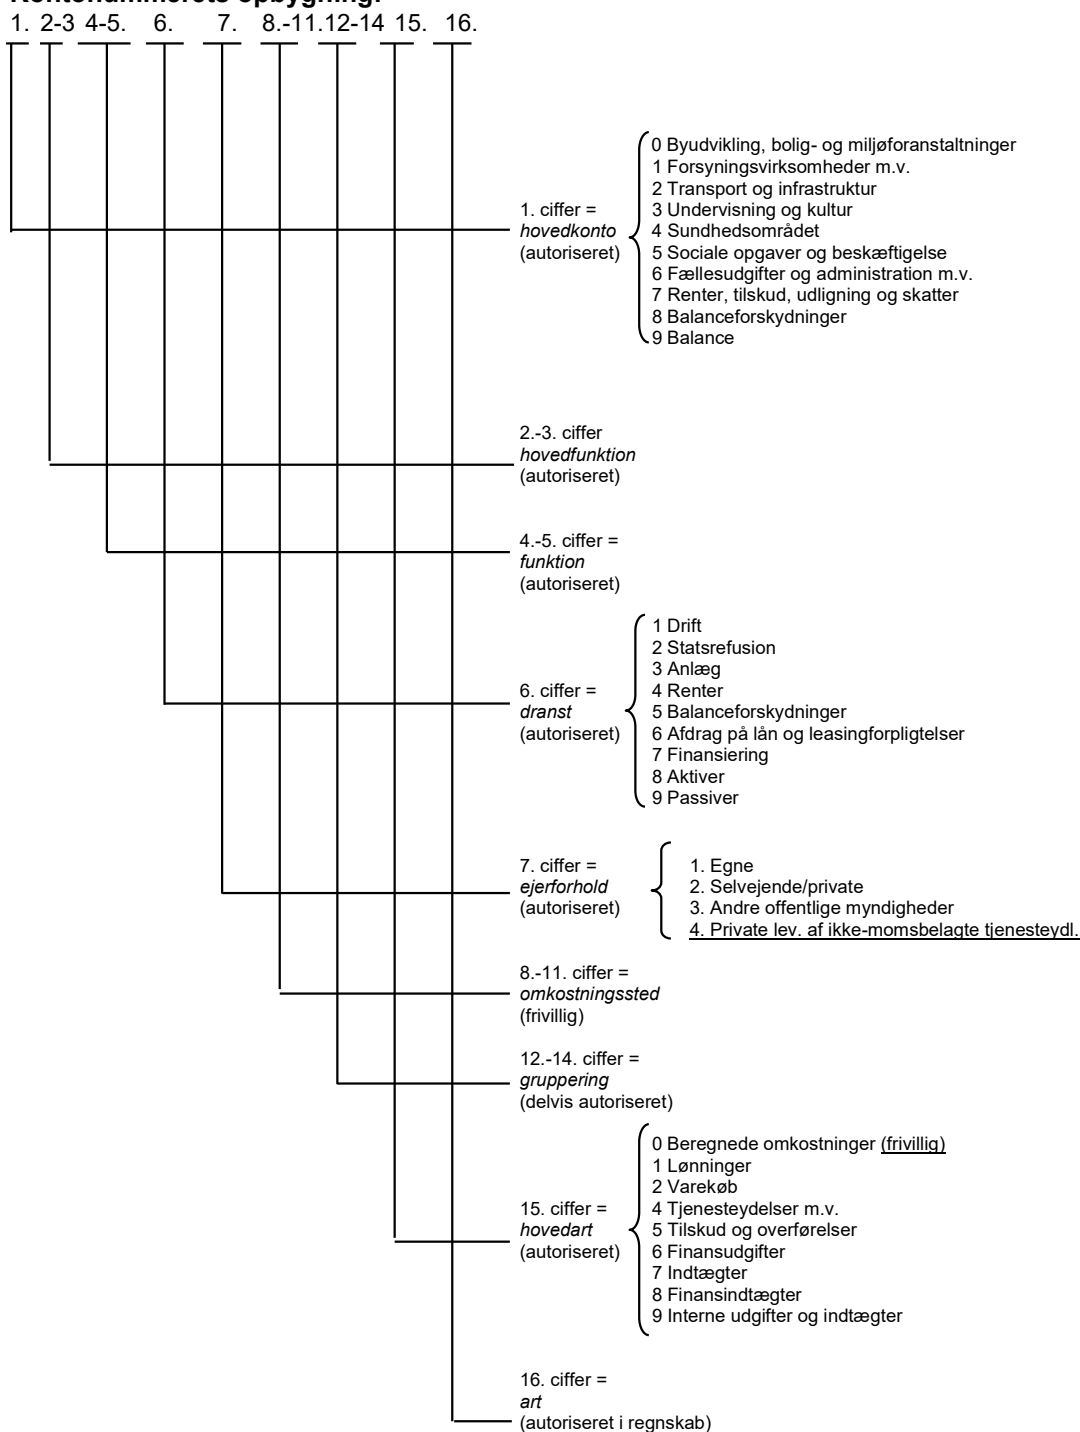 Kontonummerets opbygning:
1. 2-3 4-5. 6. 7. 8.-11.12-14 15. 16.
1. ciffer =
hovedkonto
(autoriseret)
0 Byudvikling, bolig- og miljøforanstaltninger
1 Forsyningsvirksomheder m.v.
2 Transport og infrastruktur
3 Undervisning og kultur
4 Sundhedsområdet
5 Sociale opgaver og beskæftigelse
6 Fællesudgifter og administration m.v.
7 Renter, tilskud, udligning og skatter
8 Balanceforskydninger
9 Balance
2.-3. ciffer
hovedfunktion
(autoriseret)
4.-5. ciffer =
funktion
(autoriseret)
6. ciffer =
dranst
(autoriseret)
1 Drift
2 Statsrefusion
3 Anlæg
4 Renter
5 Balanceforskydninger
6 Afdrag på lån og leasingforpligtelser
7 Finansiering
8 Aktiver
9 Passiver
7. ciffer =
ejerforhold
(autoriseret)
1. Egne
2. Selvejende/private
3. Andre offentlige myndigheder
4. Private lev. af ikke-momsbelagte tjenesteydl.
8.-11. ciffer =
omkostningssted
(frivillig)
12.-14. ciffer =
gruppering
(delvis autoriseret)
15. ciffer =
hovedart
(autoriseret)
0 Beregnede omkostninger (frivillig)
1 Lønninger
2 Varekøb
4 Tjenesteydelser m.v.
5 Tilskud og overførelser
6 Finansudgifter
7 Indtægter
8 Finansindtægter
9 Interne udgifter og indtægter
16. ciffer =
art
(autoriseret i regnskab)